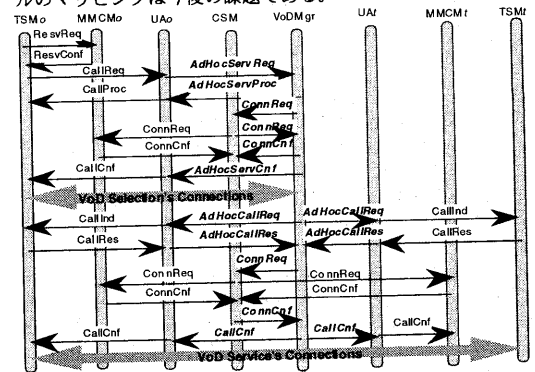 ルのマッピングは今後の課題である。
TSMo MMCMo UAo CSM VoDMgr UAt MMCMt TSMt
ResvReq
ResvConf
CallReq AdHocServReq
CallProc AdHocServProc
ConnReq
ConnReq ConnReq
ConnCnf ConnCnf
CallCnf AdHocServCnf
VoD Selection's Connections
CallInd AdHocCallReq AdHocCallReq CallInd
CallRes AdHocCallRes AdHocCallRes CallRes
ConnReq
ConnReq ConnReq
ConnCnf ConnCnf
ConnCnf
CallCnf CallCnf CallCnf CallCnf
VoD Service's Connections